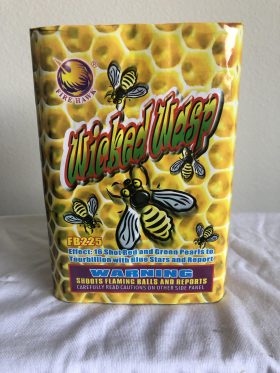 FIRE HAWK
®
Wicked Wasp
FB225
Effect: 16 Shot Red and Green Pearls to
Tourbillion with Blue Stars and Report
WARNING
SHOOTS FLAMING BALLS AND REPORTS
CAREFULLY READ CAUTIONS ON OTHER SIDE PANEL